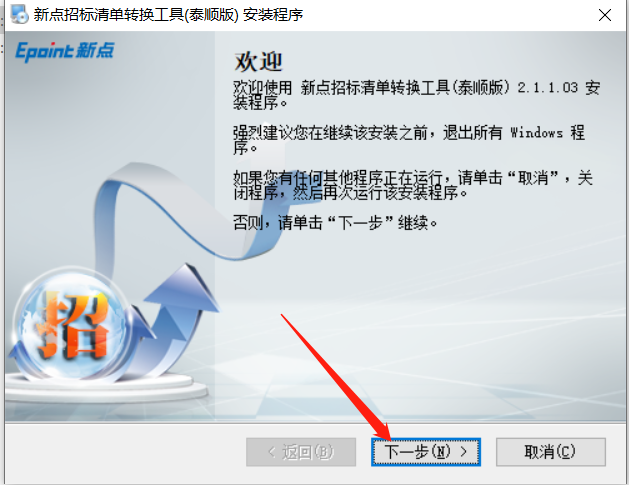 新点招标清单转换工具(泰顺版) 安装程序
Epoint 新点
欢迎
欢迎使用 新点招标清单转换工具(泰顺版) 2.1.1.03 安
装程序。
强烈建议您在继续该安装之前，退出所有 Windows 程
序。
如果您有任何其他程序正在运行，请单击“取消”，关
闭程序，然后再次运行该安装程序。
否则，请单击“下一步”继续。
招
< 返回(B)
下一步(N) >
取消(C)